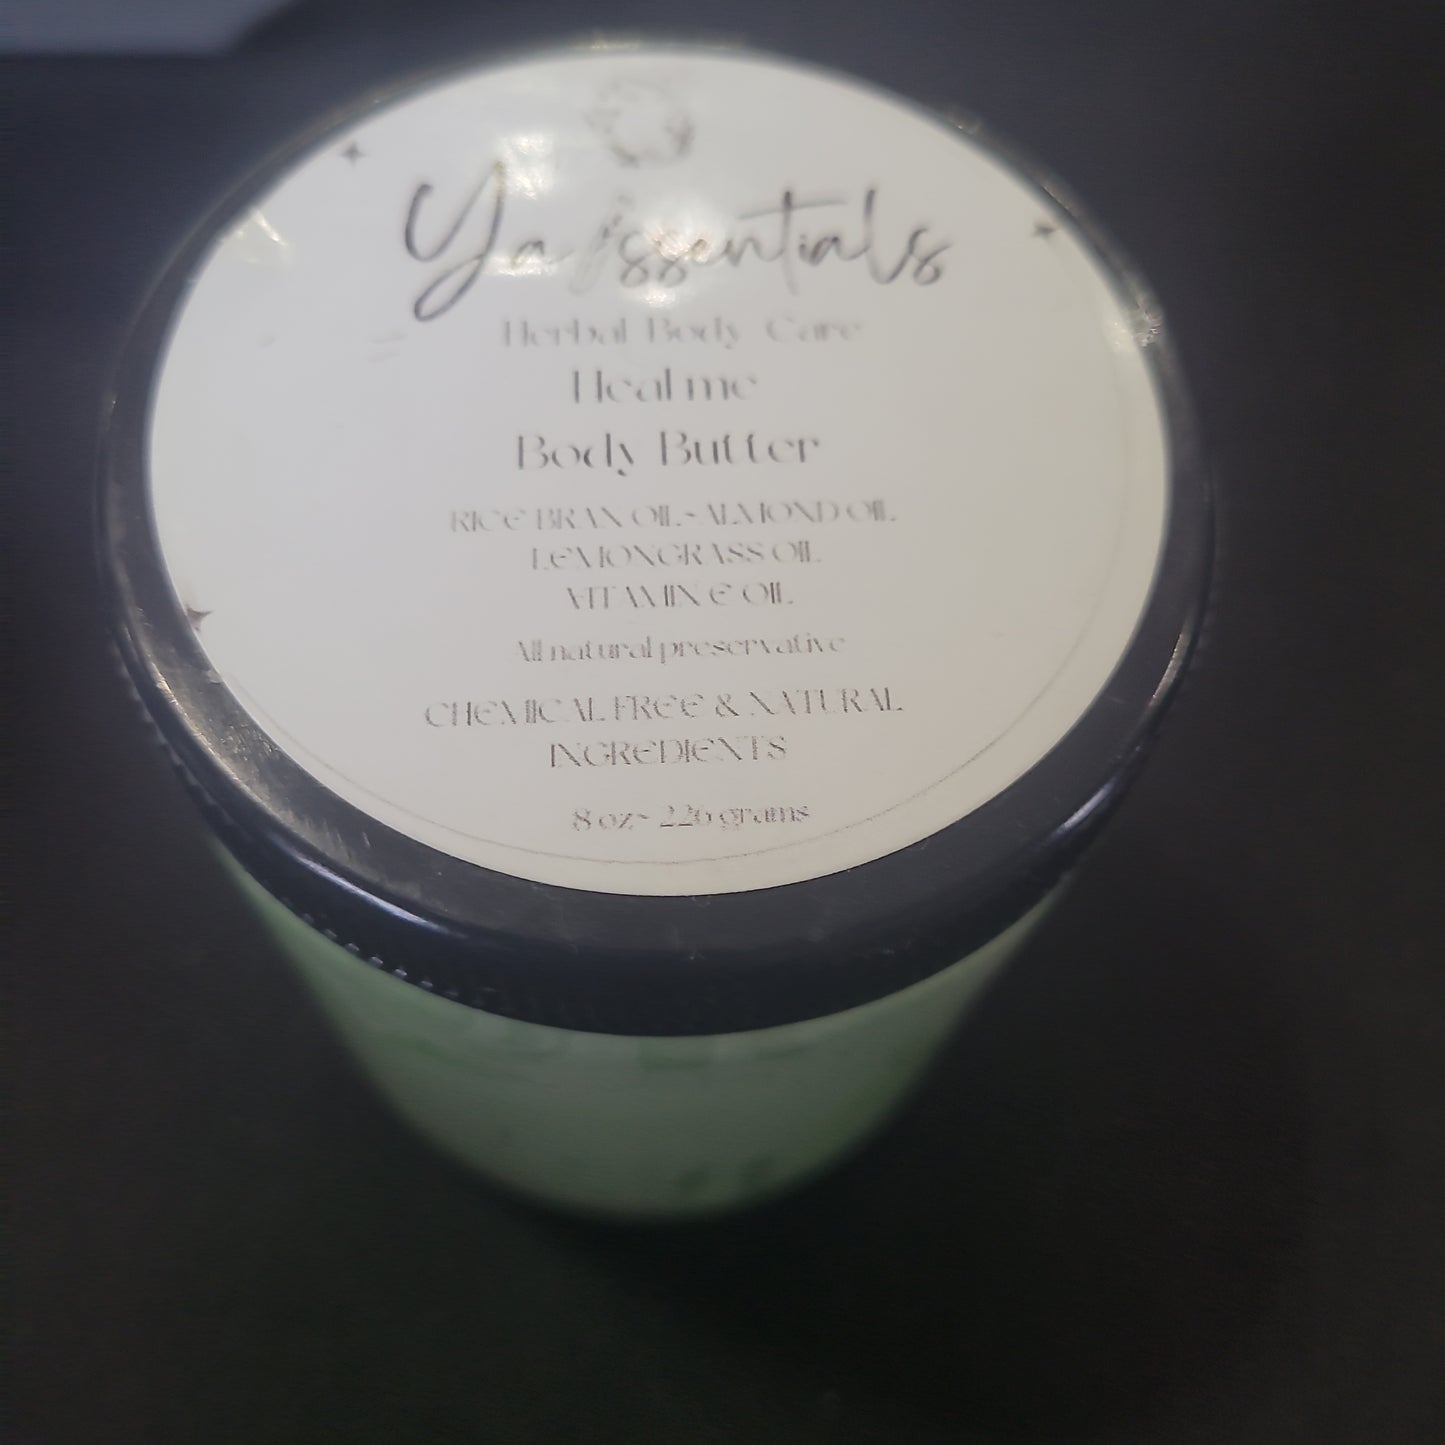 Ya Essentials
Herbal Body Care
Heal me
Body Butter
RICE BRAN OIL~ALMOND OIL
LEMONGRASS OIL
VITAMIN E OIL
All natural preservative
CHEMICAL FREE & NATURAL
INGREDIENTS
8 oz~ 226 grams